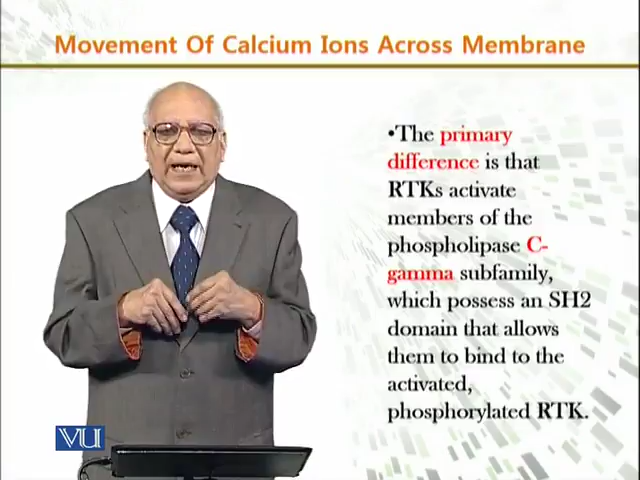 Movement Of Calcium Ions Across Membrane
•The primary
difference is that
RTKs activate
members of the
phospholipase C-
gamma subfamily,
which possess an SH2
domain that allows
them to bind to the
activated,
phosphorylated RTK.
VU